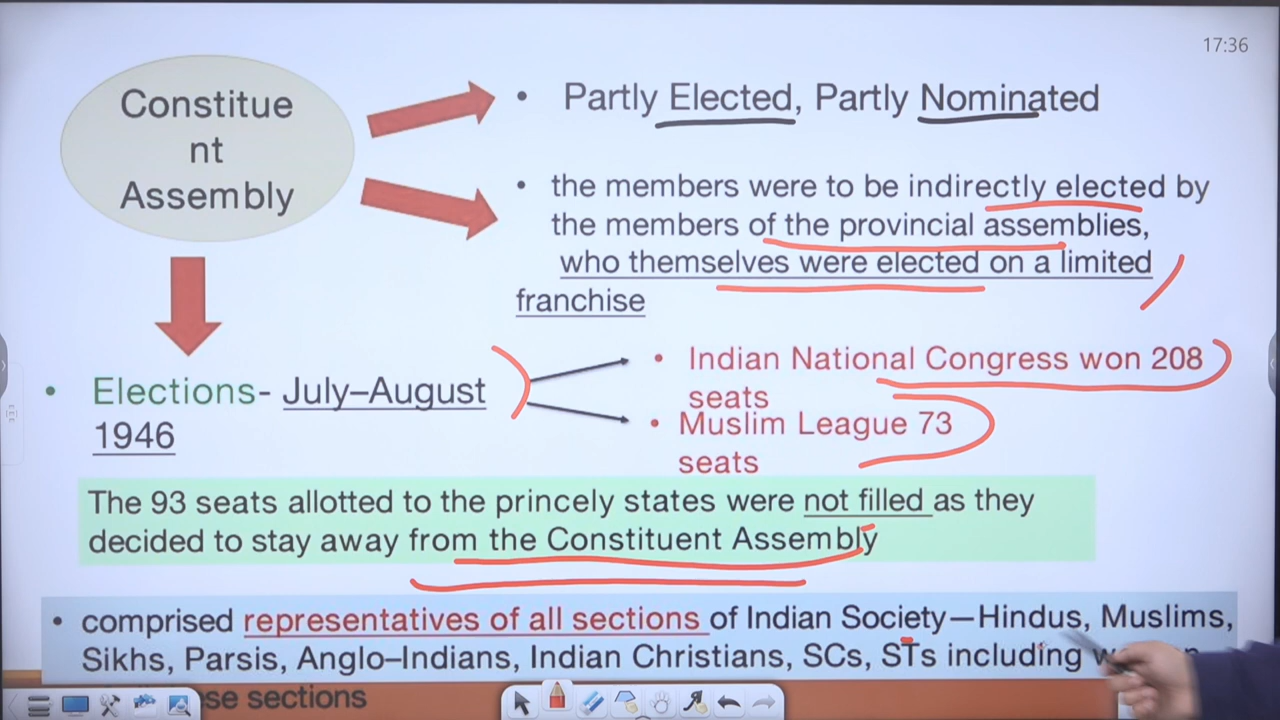 17:36
Constitue
nt
Assembly
• Partly Elected, Partly Nominated
• the members were to be indirectly elected by
the members of the provincial assemblies,
who themselves were elected on a limited
franchise
• Elections- July–August
1946
• Indian National Congress won 208
seats
• Muslim League 73
seats
The 93 seats allotted to the princely states were not filled as they
decided to stay away from the Constituent Assembly
• comprised representatives of all sections of Indian Society—Hindus, Muslims,
Sikhs, Parsis, Anglo–Indians, Indian Christians, SCs, STs including
sections